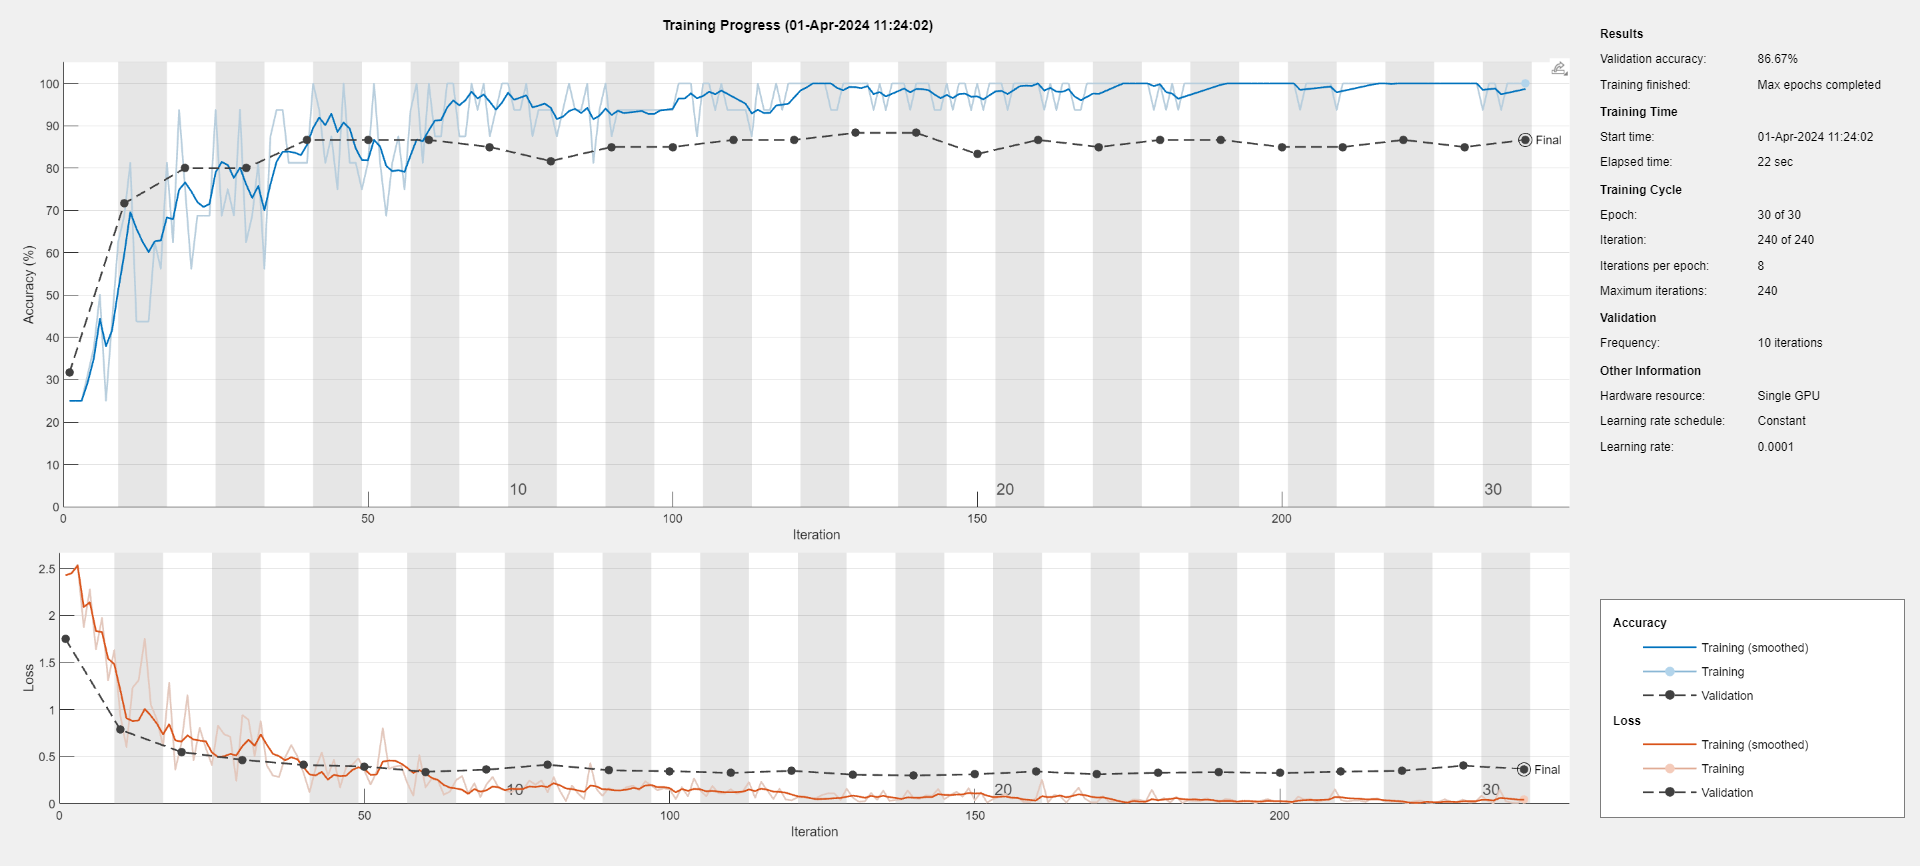 Training Progress (01-Apr-2024 11:24:02)
100
90
80
70
60
50
40
30
20
10
0
Accuracy (%)
Final
10
20
30
0
50
100
150
200
Iteration
2.5
2
1.5
1
0.5
0
Loss
Final
10
20
30
0
50
100
150
200
Iteration
Results
Validation accuracy: 86.67%
Training finished: Max epochs completed
Training Time
Start time: 01-Apr-2024 11:24:02
Elapsed time: 22 sec
Training Cycle
Epoch: 30 of 30
Iteration: 240 of 240
Iterations per epoch: 8
Maximum iterations: 240
Validation
Frequency: 10 iterations
Other Information
Hardware resource: Single GPU
Learning rate schedule: Constant
Learning rate: 0.0001
Accuracy
Training (smoothed)
Training
Validation
Loss
Training (smoothed)
Training
Validation